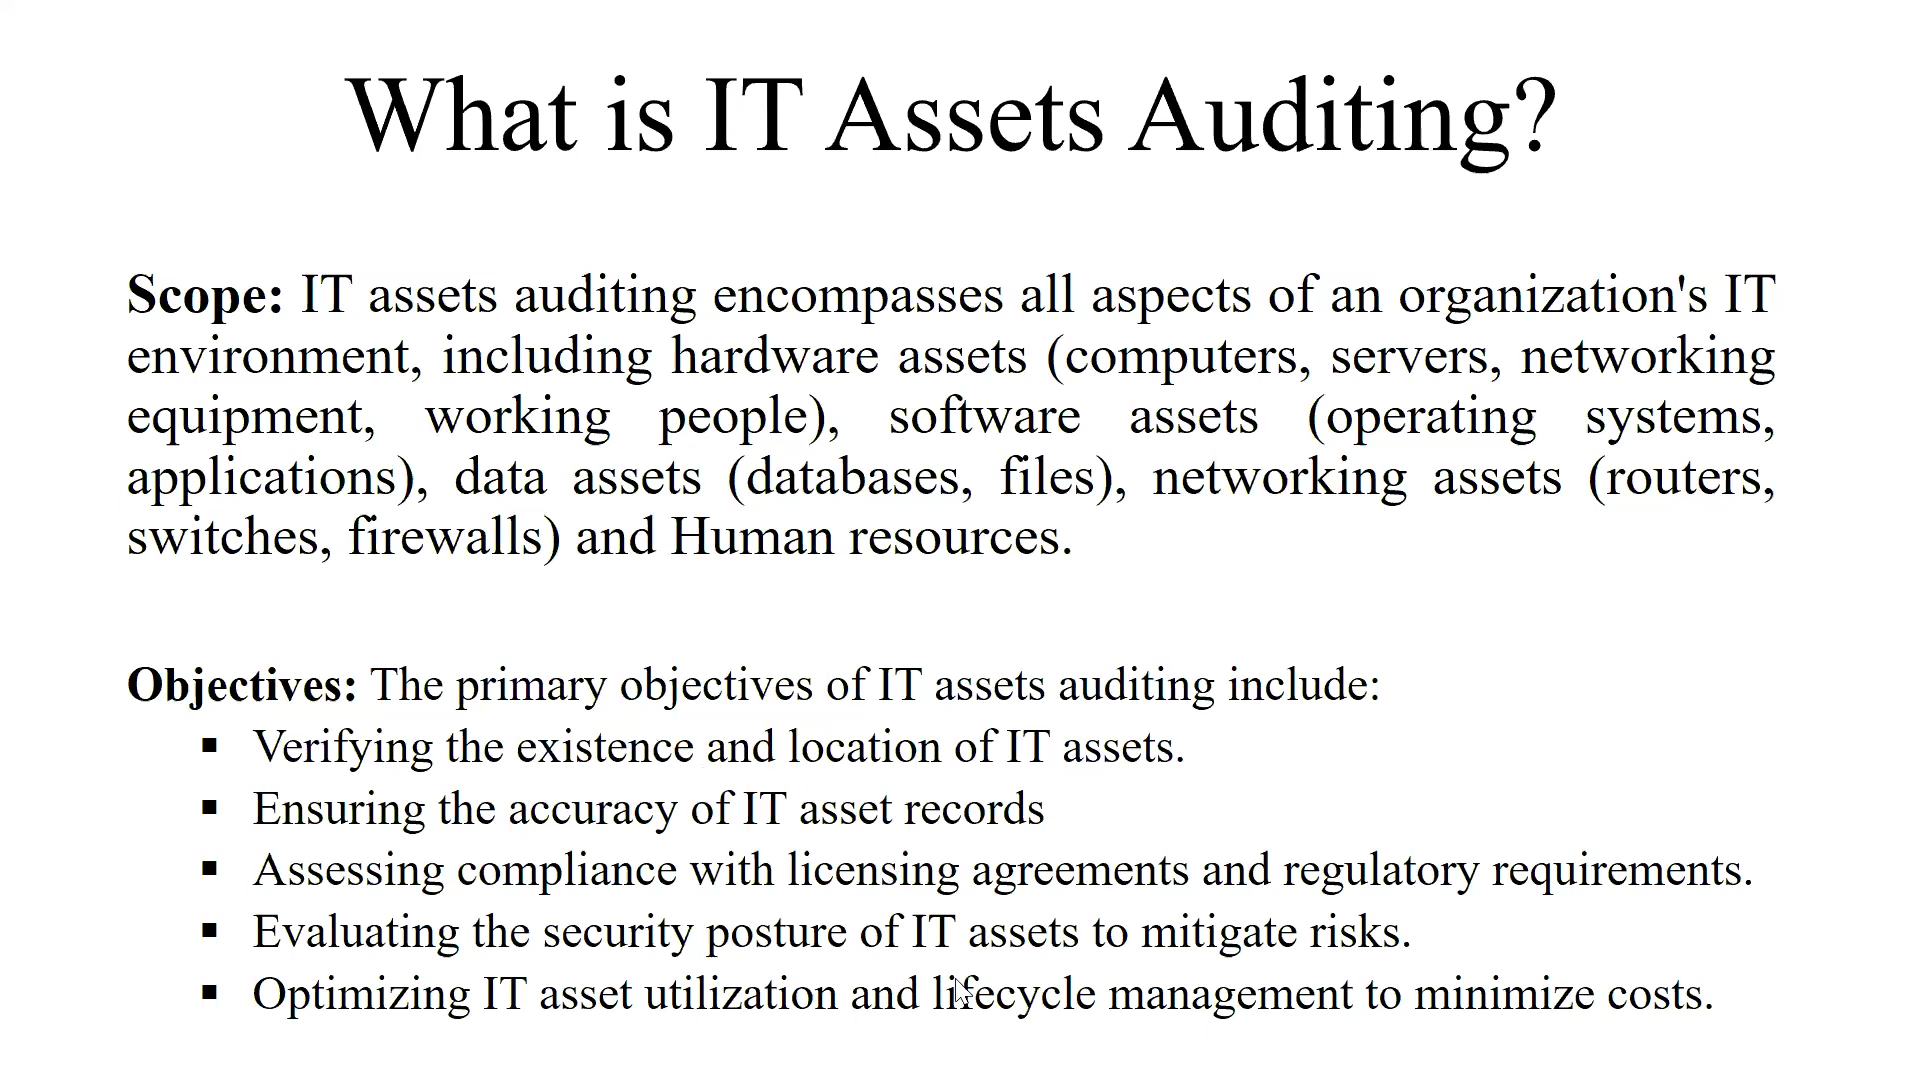 What is IT Assets Auditing?
Scope: IT assets auditing encompasses all aspects of an organization's IT
environment, including hardware assets (computers, servers, networking
equipment, working people), software assets (operating systems,
applications), data assets (databases, files), networking assets (routers,
switches, firewalls) and Human resources.
Objectives: The primary objectives of IT assets auditing include:
▪ Verifying the existence and location of IT assets.
▪ Ensuring the accuracy of IT asset records
▪ Assessing compliance with licensing agreements and regulatory requirements.
▪ Evaluating the security posture of IT assets to mitigate risks.
▪ Optimizing IT asset utilization and lifecycle management to minimize costs.